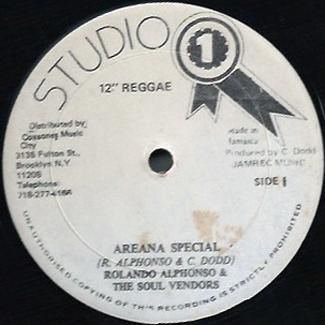 STUDIO
1
12" REGGAE
Distributed by
Coxsone Music
City
3135 Fulton St.,
Brooklyn N.Y
11208
Telephone
718-277-4166
made in
Jamaica
Produced by C. Dodd
JAMREC MUSIC
SIDE 1
AREANA SPECIAL
(R. ALPHONSO & C. DODD)
ROLANDO ALPHONSO &
THE SOUL VENDORS
UNAUTHORISED COPYING OF THIS RECORDING IS STRICTLY PROHIBITED